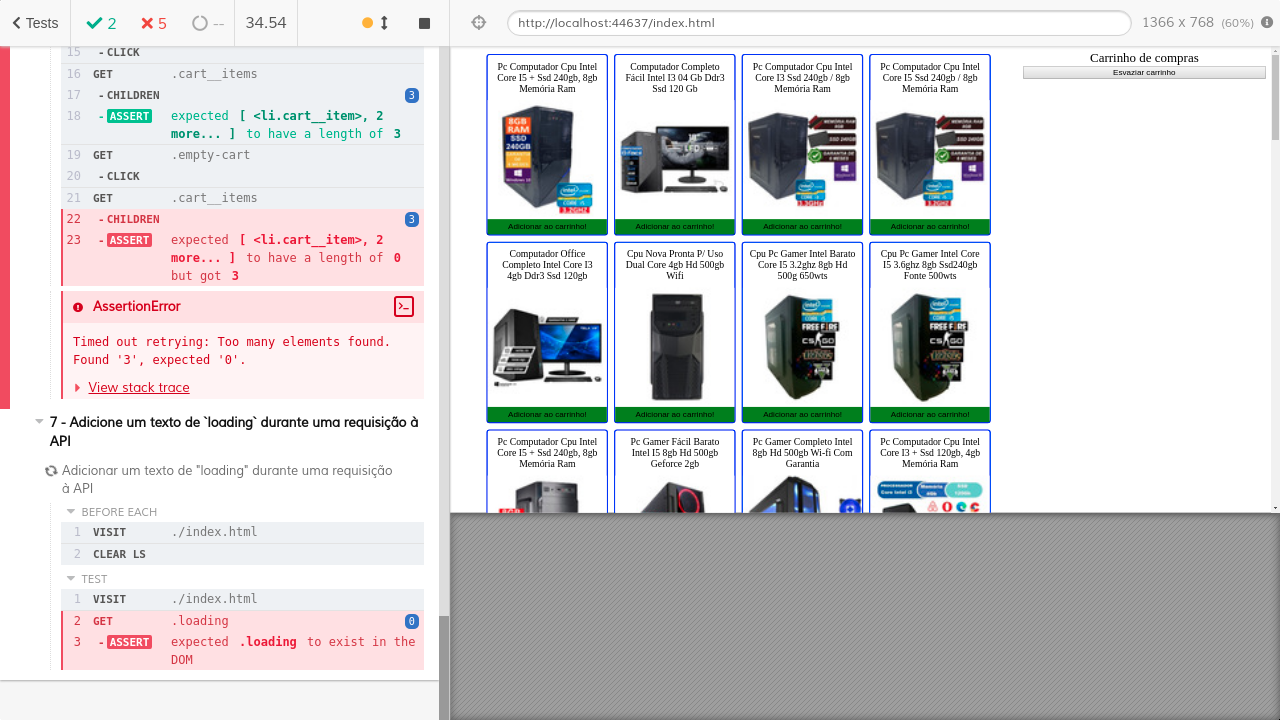 Tests
2
5
--
34.54
http://localhost:44637/index.html
1366 x 768 (60%)
15 -CLICK
16 GET .cart__items
17 -CHILDREN 3
18 -ASSERT expected [ <li.cart__item>, 2
more... ] to have a length of 3
19 GET .empty-cart
20 -CLICK
21 GET .cart__items
22 -CHILDREN 3
23 -ASSERT expected [ <li.cart__item>, 2
more... ] to have a length of 0
but got 3
AssertionError
Timed out retrying: Too many elements found.
Found '3', expected '0'.
View stack trace
7 - Adicione um texto de `loading` durante uma requisição à
API
Adicionar um texto de "loading" durante uma requisição
à API
BEFORE EACH
1 VISIT ./index.html
2 CLEAR LS
TEST
1 VISIT ./index.html
2 GET .loading 0
3 -ASSERT expected .loading to exist in the
DOM
Pc Computador Cpu Intel
Core I5 + Ssd 240gb, 8gb
Memória Ram
8GB
RAM
SSD
240GB
Adicionar ao carrinho!
Computador Completo
Fácil Intel I3 04 Gb Ddr3
Ssd 120 Gb
Adicionar ao carrinho!
Pc Computador Cpu Intel
Core I3 Ssd 240gb / 8gb
Memória Ram
Adicionar ao carrinho!
Pc Computador Cpu Intel
Core I5 Ssd 240gb / 8gb
Memória Ram
Adicionar ao carrinho!
Computador Office
Completo Intel Core I3
4gb Ddr3 Ssd 120gb
Adicionar ao carrinho!
Cpu Nova Pronta P/ Uso
Dual Core 4gb Hd 500gb
Wifi
Adicionar ao carrinho!
Cpu Pc Gamer Intel Barato
Core I5 3.2ghz 8gb Hd
500g 650wts
FREE FIRE
CS:GO
Adicionar ao carrinho!
Cpu Pc Gamer Intel Core
I5 3.6ghz 8gb Ssd240gb
Fonte 500wts
FREE FIRE
CS:GO
Adicionar ao carrinho!
Pc Computador Cpu Intel
Core I5 + Ssd 240gb, 8gb
Memória Ram
Pc Gamer Fácil Barato
Intel I5 8gb Hd 500gb
Geforce 2gb
Pc Gamer Completo Intel
8gb Hd 500gb Wi-fi Com
Garantia
Pc Computador Cpu Intel
Core I3 + Ssd 120gb, 4gb
Memória Ram
Carrinho de compras
Esvaziar carrinho